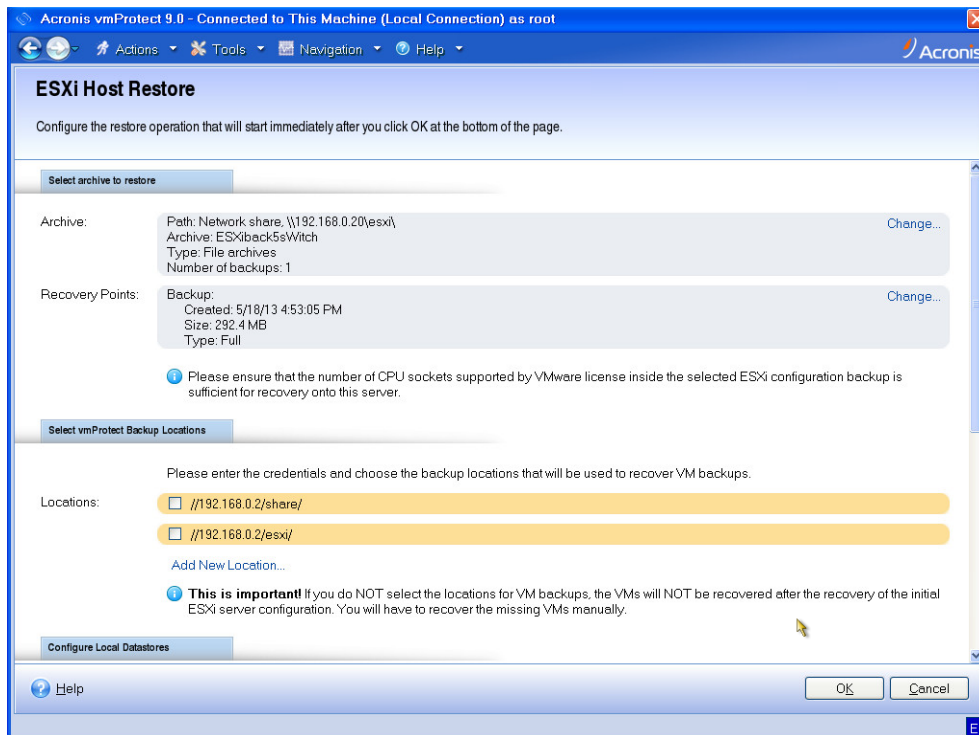 Acronis vmProtect 9.0 - Connected to This Machine (Local Connection) as root
Actions Tools Navigation Help Acronis
ESXi Host Restore
Configure the restore operation that will start immediately after you click OK at the bottom of the page.
Select archive to restore
Archive: Path: Network share, \\192.168.0.20\esxi\ Change...
Archive: ESXiback5sWitch
Type: File archives
Number of backups: 1
Recovery Points: Backup: Change...
Created: 5/18/13 4:53:05 PM
Size: 292.4 MB
Type: Full
Please ensure that the number of CPU sockets supported by VMware license inside the selected ESXi configuration backup is
sufficient for recovery onto this server.
Select vmProtect Backup Locations
Please enter the credentials and choose the backup locations that will be used to recover VM backups.
Locations: //192.168.0.2/share/
//192.168.0.2/esxi/
Add New Location...
This is important! If you do NOT select the locations for VM backups, the VMs will NOT be recovered after the recovery of the initial
ESXi server configuration. You will have to recover the missing VMs manually.
Configure Local Datastores
Help OK Cancel
E